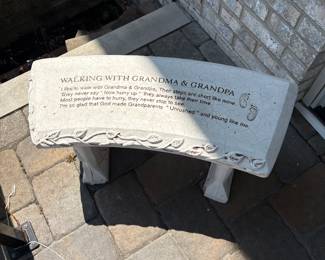 WALKING WITH GRANDMA & GRANDPA
I like to walk with Grandma & Grandpa, Their steps are short like mine.
They never say " Now hurry up " they always take their time.
Most people have to hurry, they never stop to see.
I'm so glad that God made Grandparents " Unrushed " and young like me.